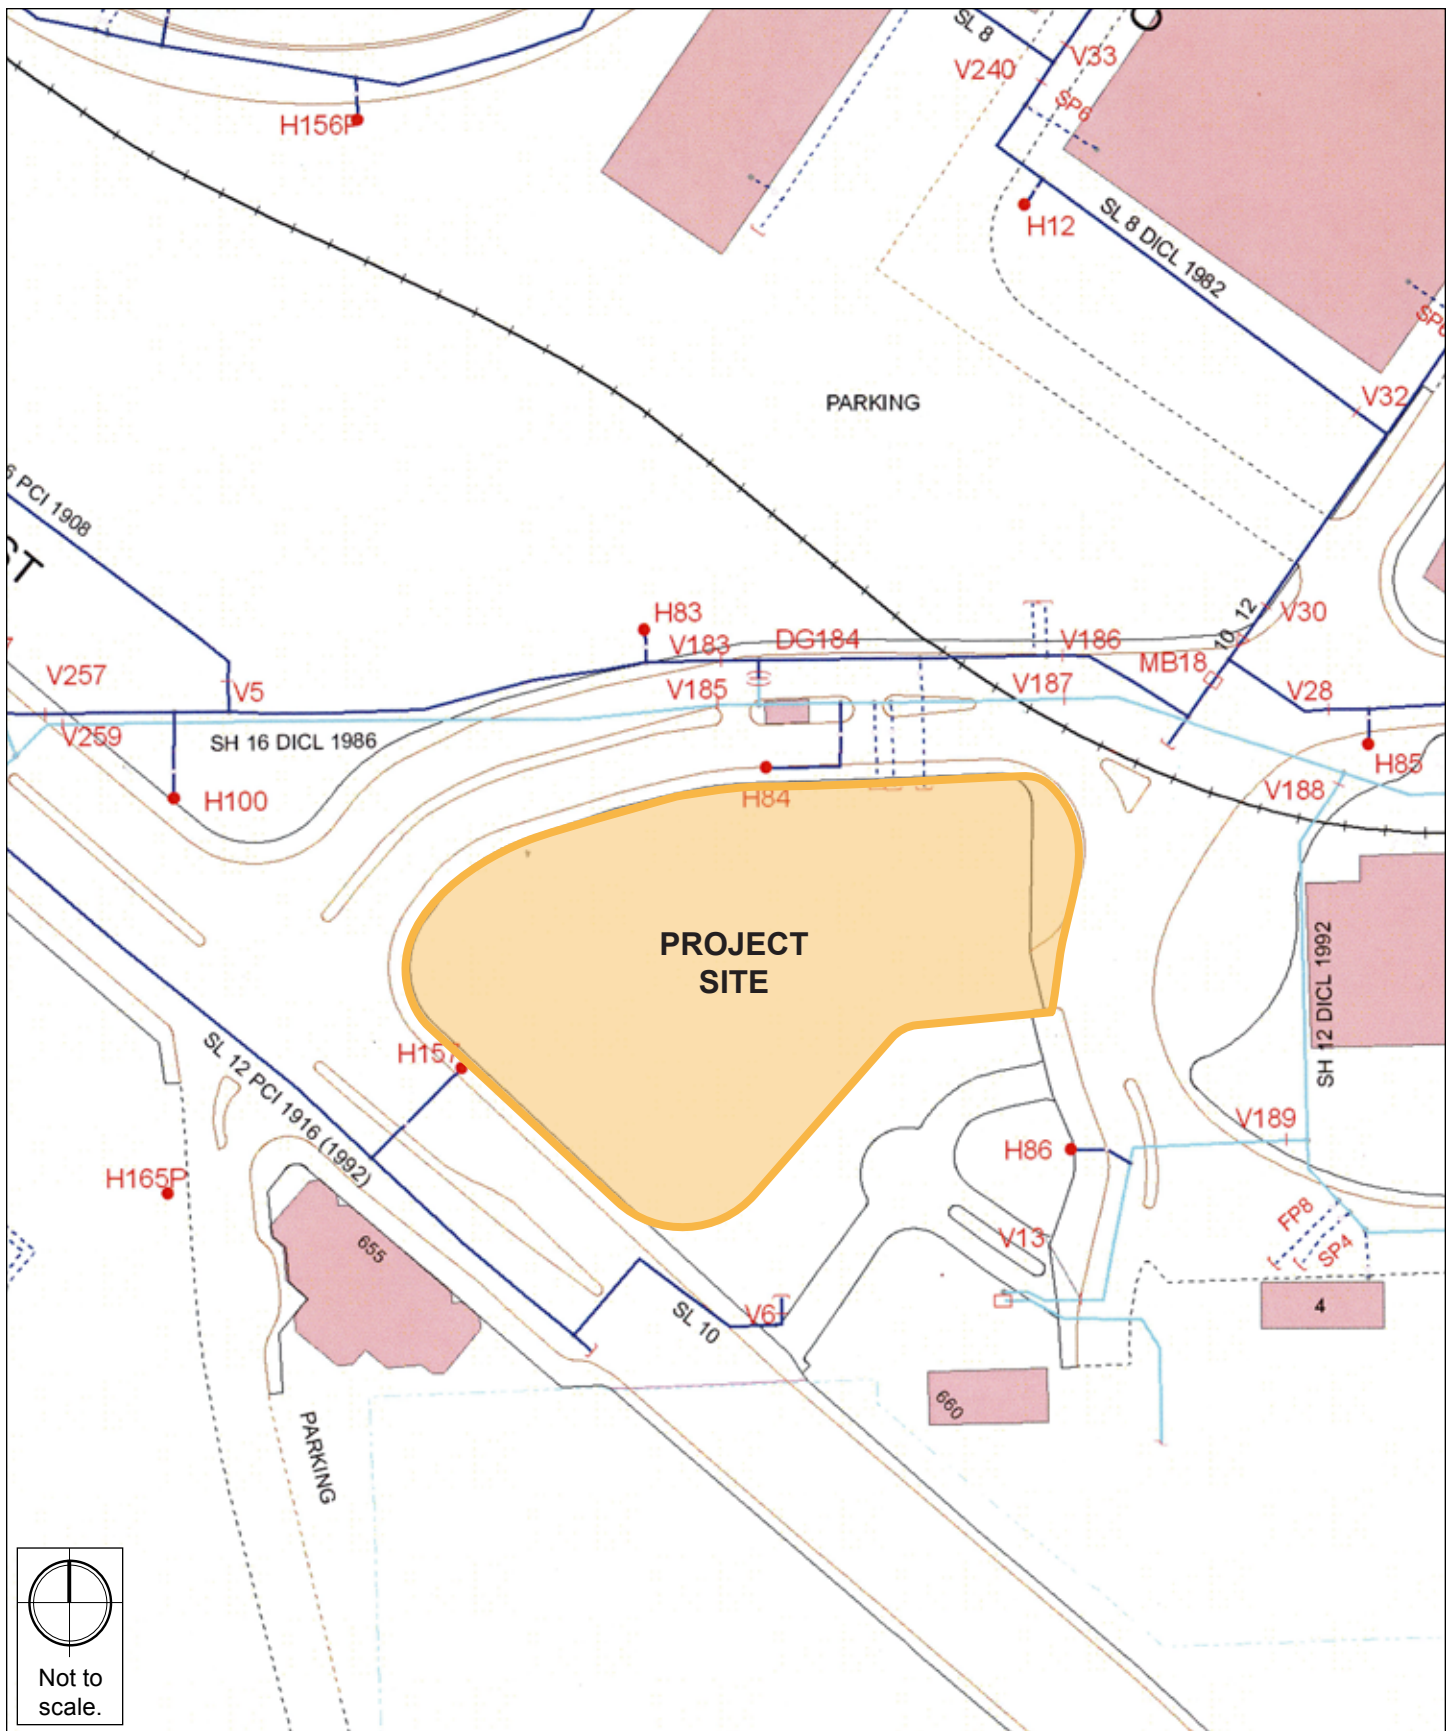 SL 8
V33
V240
SP6
H156P
H12
SL 8 DICL 1982
SP6
V32
PARKING
6 PCI 1908
ST
H83
V183
DG184
V186
10
12
V30
MB18
V257
V5
V185
V187
V28
V259
SH 16 DICL 1986
H85
V188
H100
H84
PROJECT
SITE
SH 12 DICL 1992
H157
SL 12 PCI 1916 (1992)
V189
H86
H165P
FP8
SP4
V13
655
4
SL 10
V6
660
PARKING
Not to
scale.